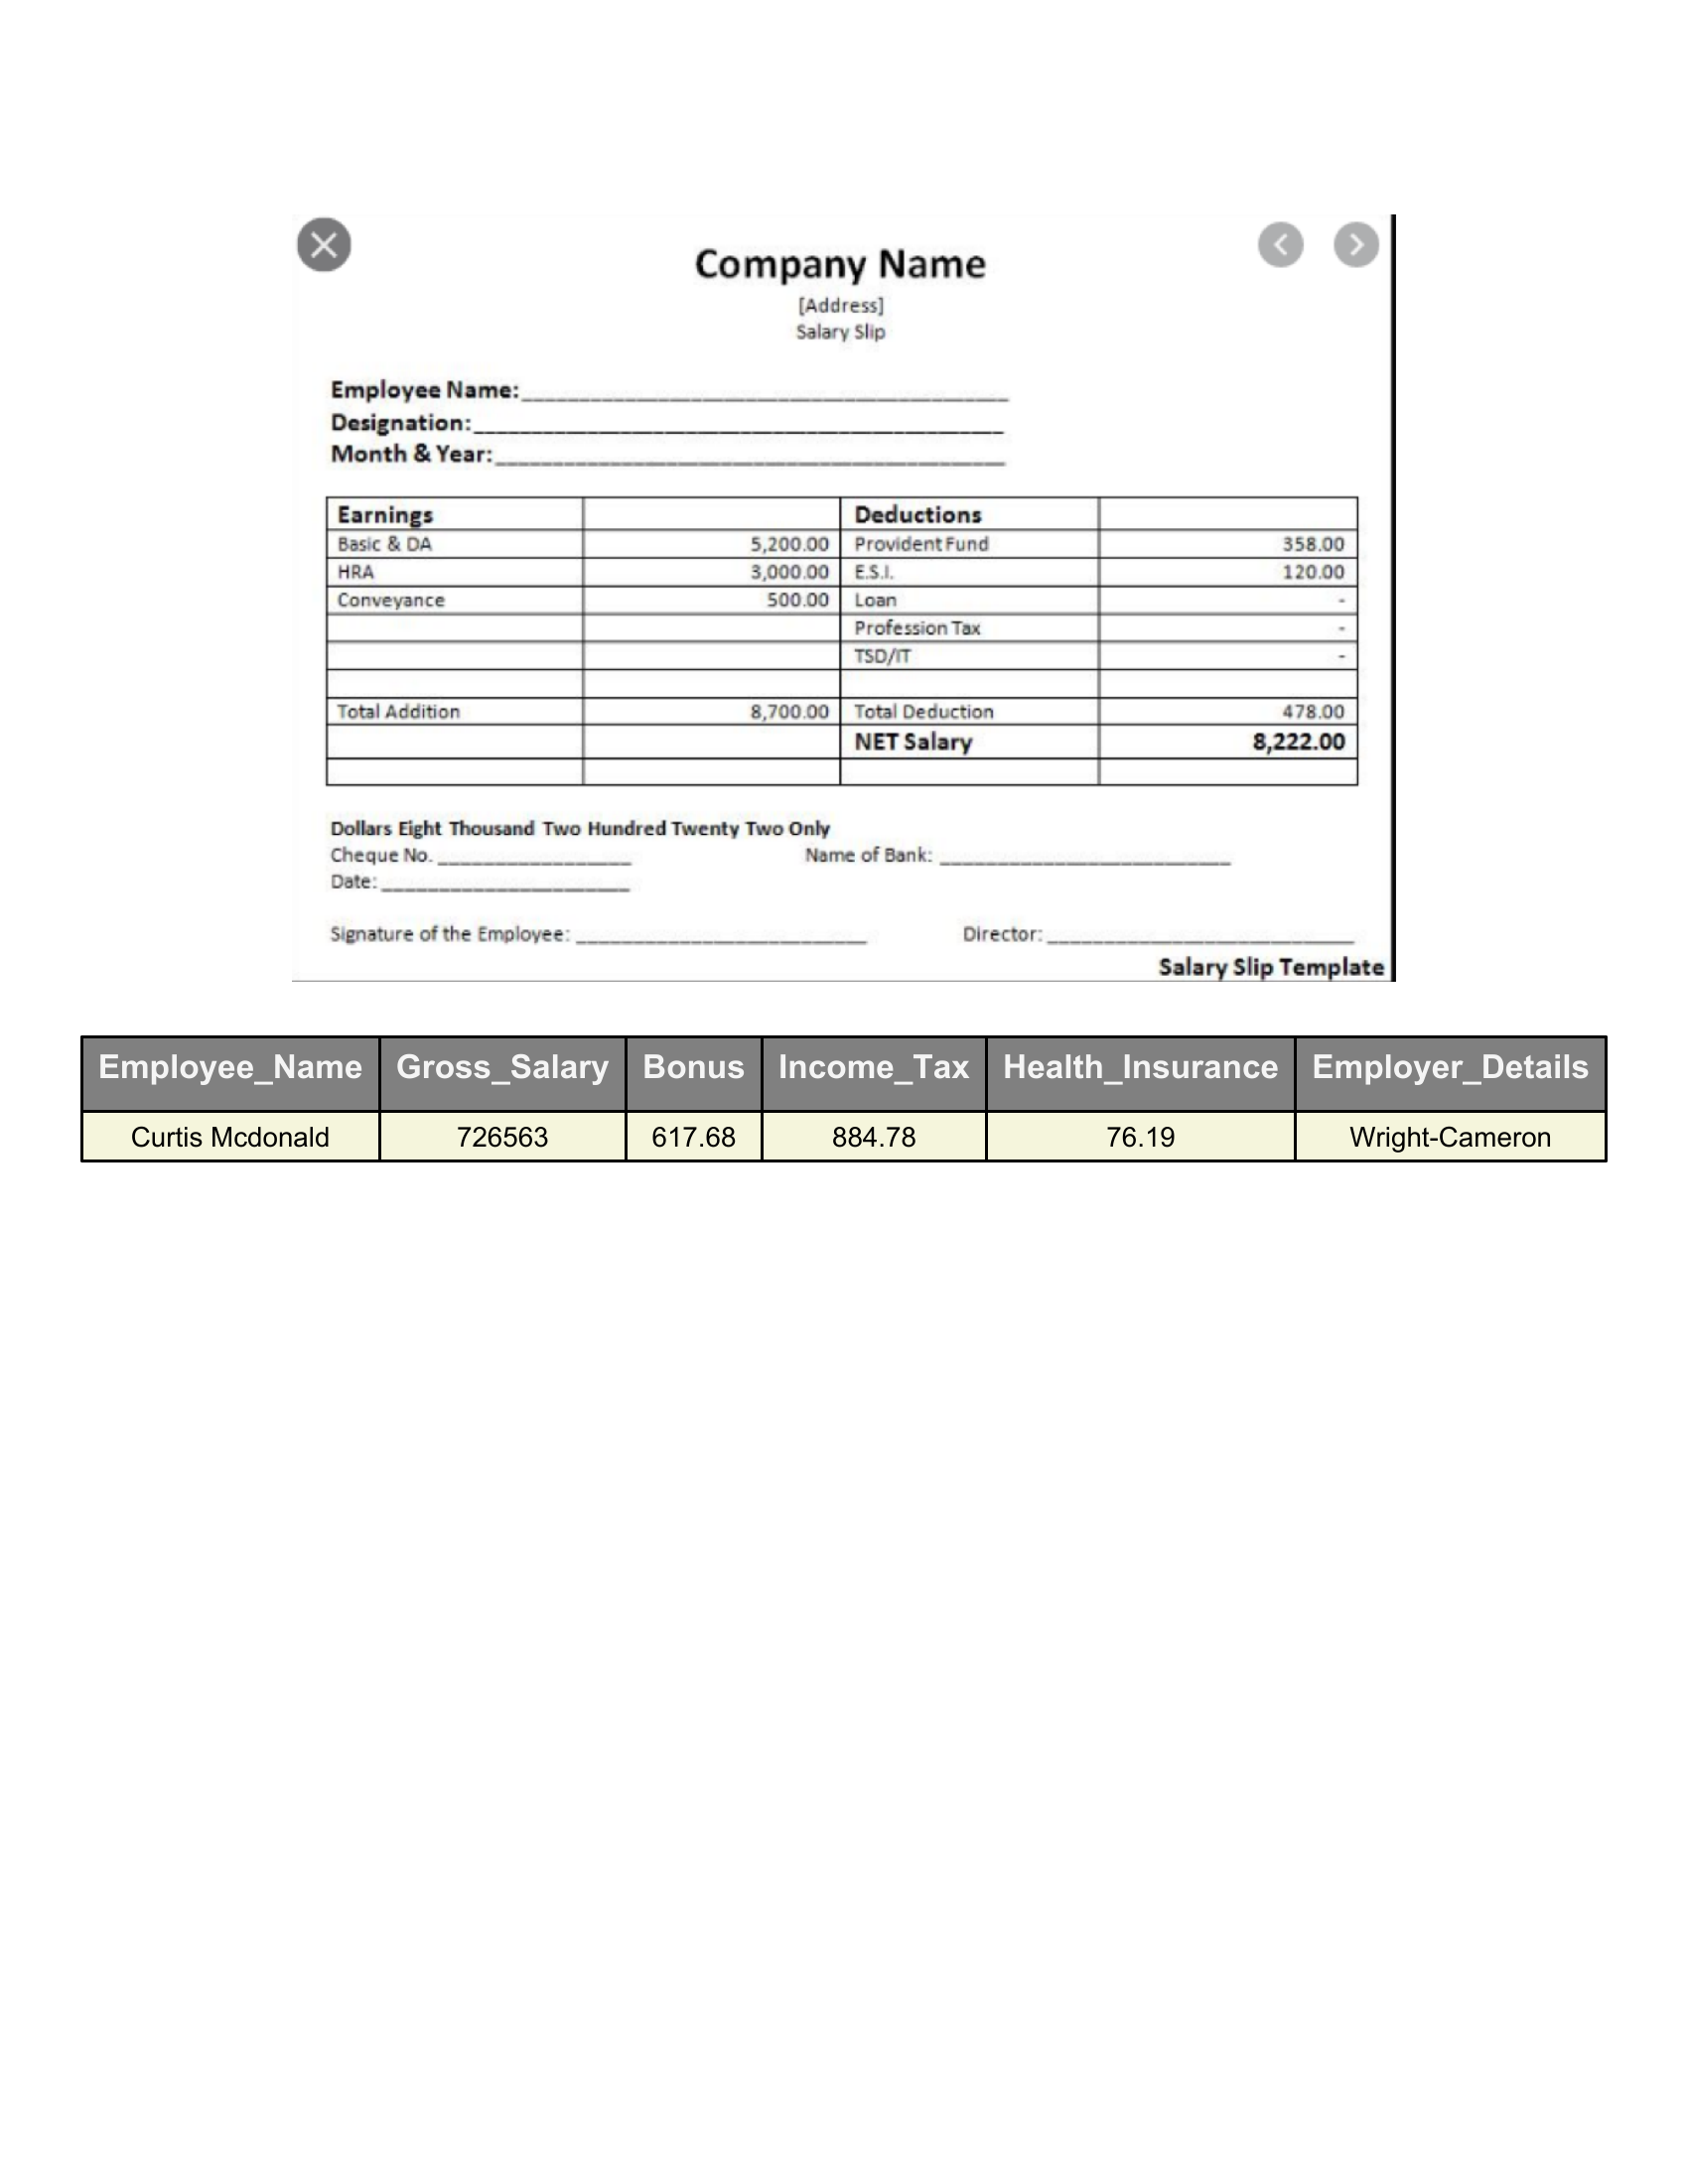 Company Name
[Address]
Salary Slip
Employee Name:
Designation:
Month & Year:
Earnings Deductions
Basic & DA 5,200.00 Provident Fund 358.00
HRA 3,000.00 E.S.I. 120.00
Conveyance 500.00 Loan -
Profession Tax -
TSD/IT -
Total Addition 8,700.00 Total Deduction 478.00
NET Salary 8,222.00
Dollars Eight Thousand Two Hundred Twenty Two Only
Cheque No. Name of Bank:
Date:
Signature of the Employee: Director:
Salary Slip Template
Employee_Name Gross_Salary Bonus Income_Tax Health_Insurance Employer_Details
Curtis Mcdonald 726563 617.68 884.78 76.19 Wright-Cameron